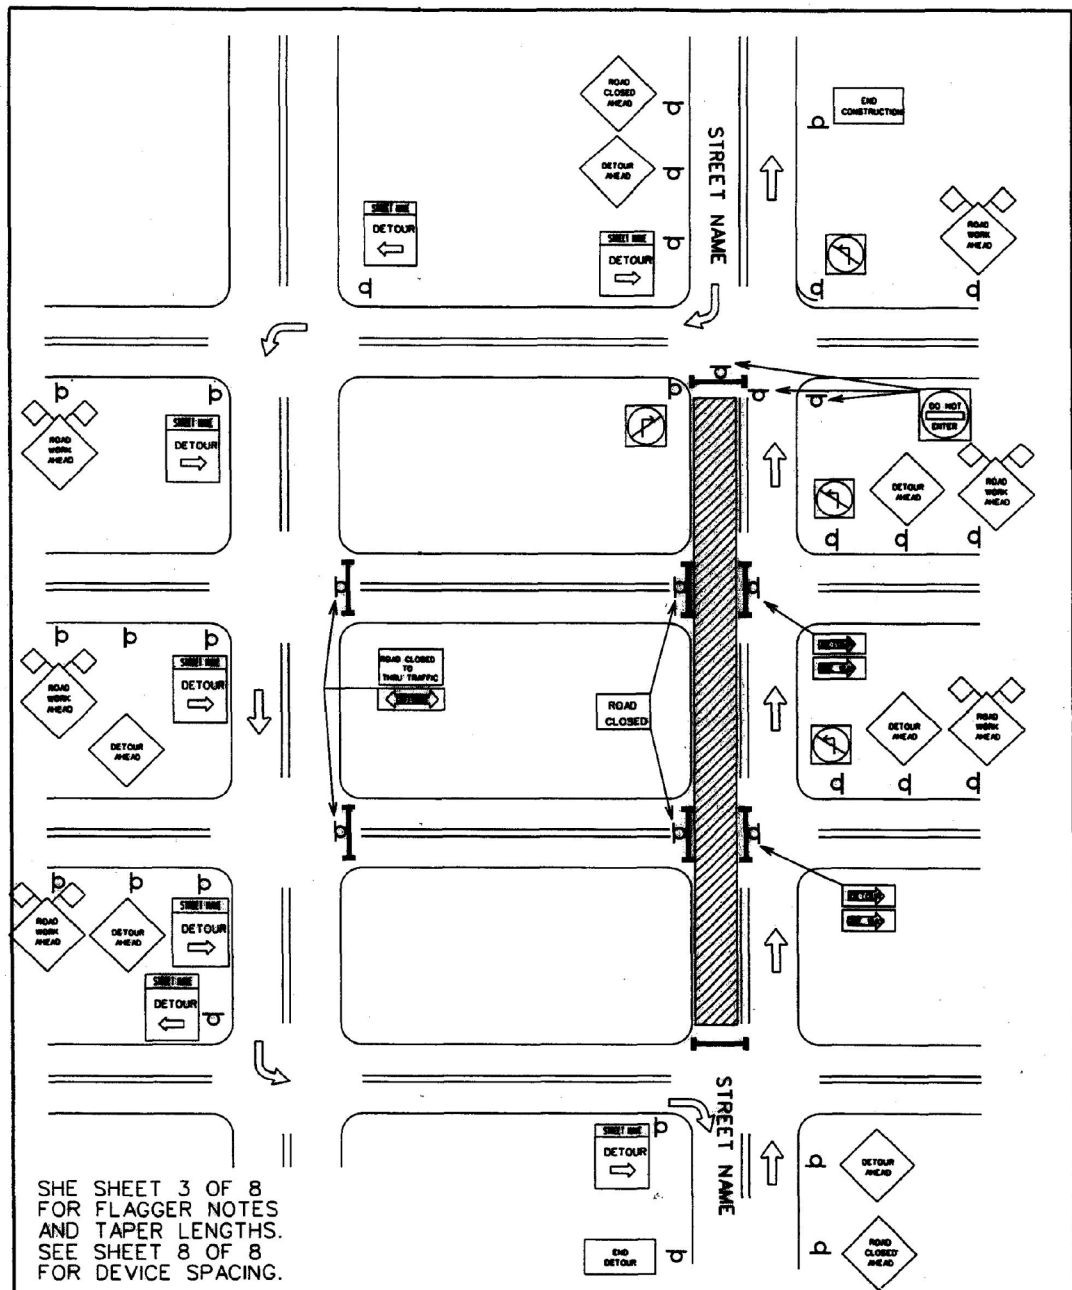 ROAD
CLOSED
AHEAD
END
CONSTRUCTION
STREET NAME
DETOUR
AHEAD
STREET NAME
DETOUR
STREET NAME
DETOUR
ROAD
WORK
AHEAD
DO NOT
ENTER
ROAD
WORK
AHEAD
STREET NAME
DETOUR
DETOUR
AHEAD
ROAD
WORK
AHEAD
ROAD CLOSED
TO
THRU TRAFFIC
ROAD
CLOSED
ROAD
WORK
AHEAD
STREET NAME
DETOUR
DETOUR
AHEAD
DETOUR
AHEAD
ROAD
WORK
AHEAD
ROAD
WORK
AHEAD
DETOUR
AHEAD
STREET NAME
DETOUR
STREET NAME
DETOUR
STREET NAME
STREET NAME
DETOUR
DETOUR
AHEAD
END
DETOUR
ROAD
CLOSED
AHEAD
SHE SHEET 3 OF 8
FOR FLAGGER NOTES
AND TAPER LENGTHS.
SEE SHEET 8 OF 8
FOR DEVICE SPACING.